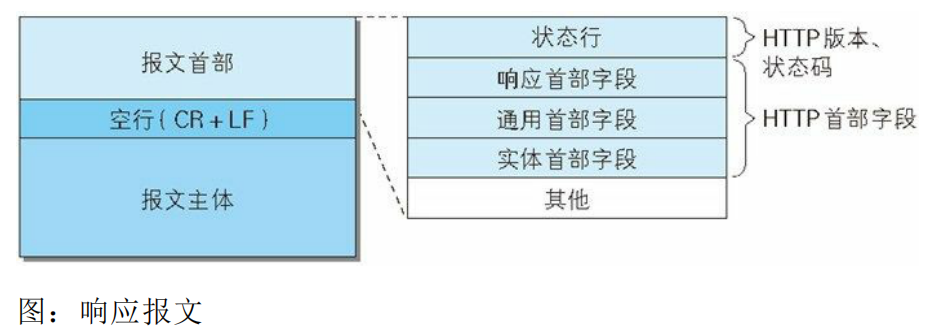 报文首部
空行(CR+LF)
报文主体
状态行
响应首部字段
通用首部字段
实体首部字段
其他
HTTP版本、
状态码
HTTP首部字段
图：响应报文